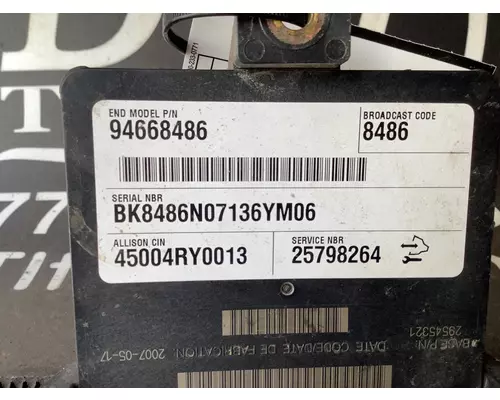 END MODEL P/N
94668486
BROADCAST CODE
8486
SERIAL NBR
BK8486N07136YM06
ALLISON CIN
45004RY0013
SERVICE NBR
25798264
BASE P/N:
29545321
DATE CODE/DATE DE FABRICATION:
2007-05-17